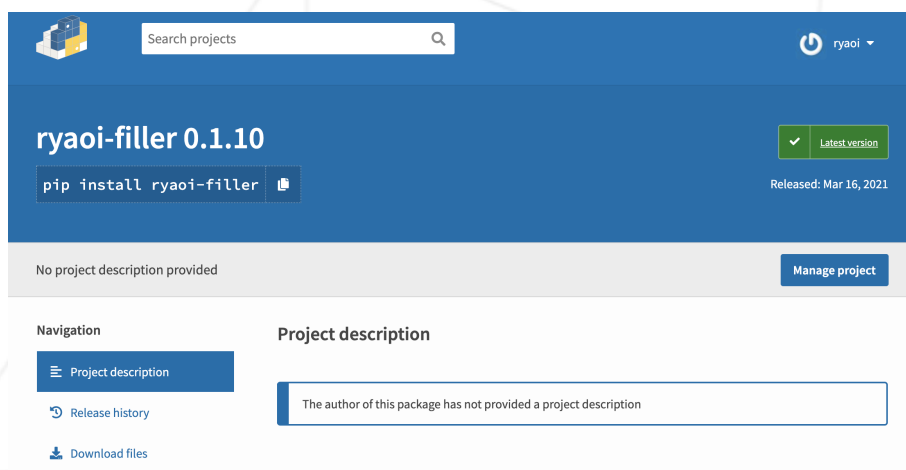 Search projects
ryaoi
ryaoi-filler 0.1.10
Latest version
pip install ryaoi-filler
Released: Mar 16, 2021
No project description provided
Manage project
Navigation
Project description
Project description
The author of this package has not provided a project description
Release history
Download files